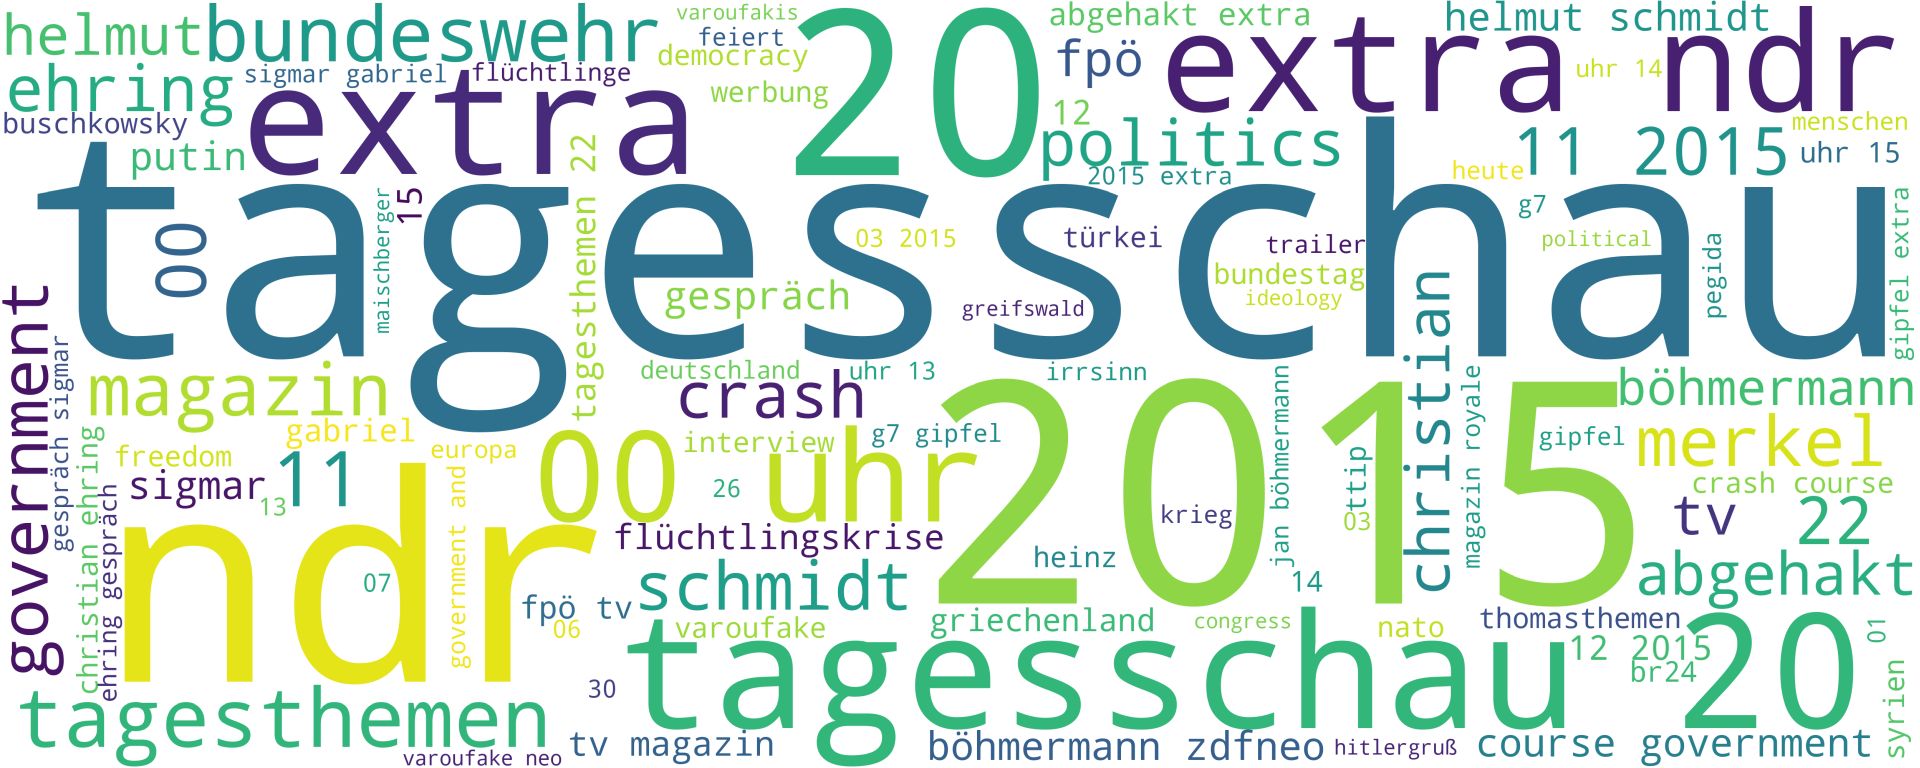 helmut
bundeswehr
varoufakis
feiert
democracy
20
abgehakt extra
fpö
helmut schmidt
extra ndr
uhr 14
ehring
sigmar gabriel
flüchtlinge
extra
werbung
12
politics
11 2015
menschen
uhr 15
buschkowsky
putin
22
2015 extra
heute
g7
tagesschau
00
maischberger
15
tagesthemen
03 2015
türkei
trailer
political
bundestag
ideology
pegida
gipfel extra
gespräch
greifswald
christian
government
gespräch sigmar
magazin
deutschland
uhr 13
irrsinn
crash
2015
jan böhmermann
magazin royale
böhmermann
gabriel
europa
00 uhr
interview
g7 gipfel
gipfel
merkel
freedom
sigmar
11
13
26
ttip
03
crash course
christian ehring
ehring gespräch
ndr
government and
krieg
tv
22
flüchtlingskrise
heinz
07
schmidt
14
abgehakt
fpö tv
06
varoufake
griechenland
congress
nato
thomasthemen
20
01
12 2015
br24
tagesschau
30
syrien
tagesthemen
varoufake neo
tv magazin
böhmermann zdfneo
hitlergruß
course government